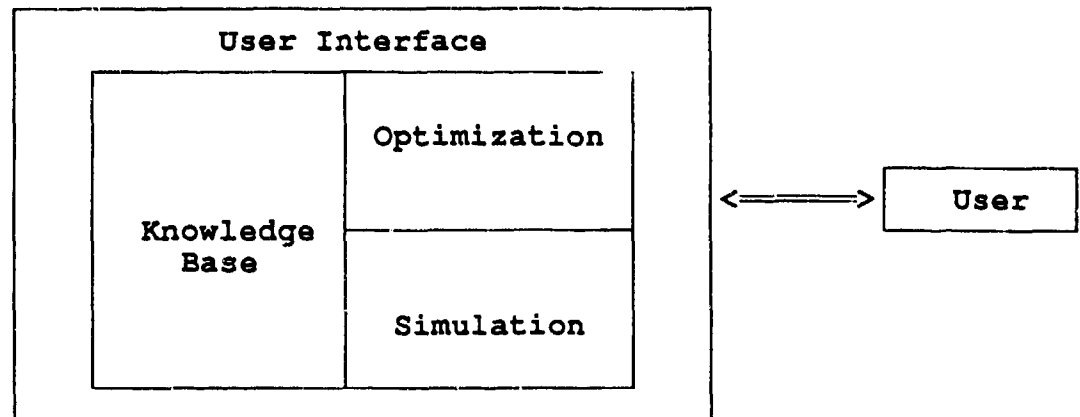 User Interface
Optimization
Knowledge
Base
Simulation
User